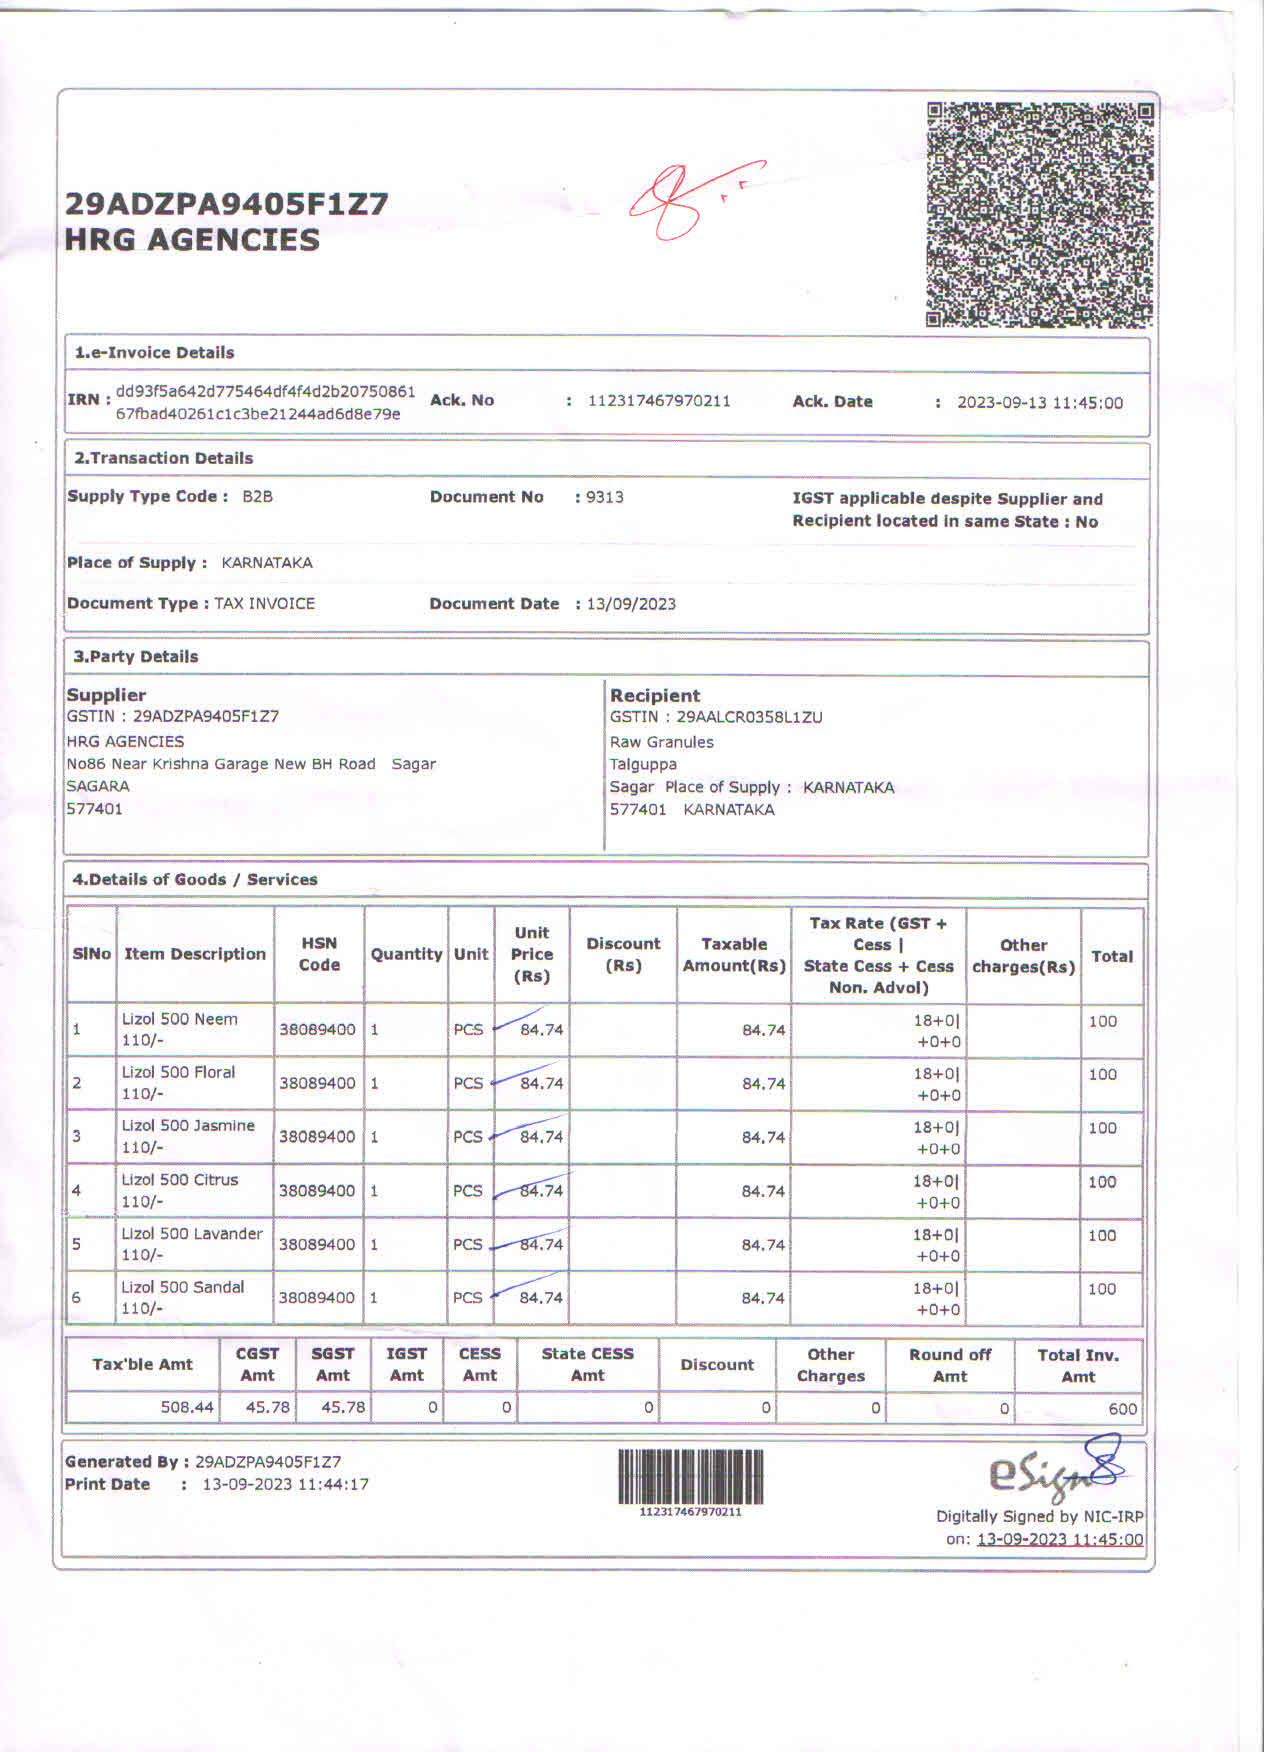 29ADZPA9405F1Z7
HRG AGENCIES
1.e-Invoice Details
IRN : dd93f5a642d775464df4f4d2b20750861
67fbad40261c1c3be21244ad6d8e79e
Ack. No : 112317467970211 Ack. Date : 2023-09-13 11:45:00
2.Transaction Details
Supply Type Code : B2B Document No : 9313 IGST applicable despite Supplier and
Recipient located in same State : No
Place of Supply : KARNATAKA
Document Type : TAX INVOICE Document Date : 13/09/2023
3.Party Details
Supplier
GSTIN : 29ADZPA9405F1Z7
HRG AGENCIES
No86 Near Krishna Garage New BH Road Sagar
SAGARA
577401
Recipient
GSTIN : 29AALCR0358L1ZU
Raw Granules
Talguppa
Sagar Place of Supply : KARNATAKA
577401 KARNATAKA
4.Details of Goods / Services
SlNo Item Description HSN Code Quantity Unit Unit Price (Rs) Discount (Rs) Taxable Amount(Rs) Tax Rate (GST + Cess | State Cess + Cess Non. Advol) Other charges(Rs) Total
1 Lizol 500 Neem 110/- 38089400 1 PCS 84.74 84.74 18+0| +0+0 100
2 Lizol 500 Floral 110/- 38089400 1 PCS 84.74 84.74 18+0| +0+0 100
3 Lizol 500 Jasmine 110/- 38089400 1 PCS 84.74 84.74 18+0| +0+0 100
4 Lizol 500 Citrus 110/- 38089400 1 PCS 84.74 84.74 18+0| +0+0 100
5 Lizol 500 Lavander 110/- 38089400 1 PCS 84.74 84.74 18+0| +0+0 100
6 Lizol 500 Sandal 110/- 38089400 1 PCS 84.74 84.74 18+0| +0+0 100
Tax'ble Amt CGST Amt SGST Amt IGST Amt CESS Amt State CESS Amt Discount Other Charges Round off Amt Total Inv. Amt
508.44 45.78 45.78 0 0 0 0 0 0 600
Generated By : 29ADZPA9405F1Z7
Print Date : 13-09-2023 11:44:17
112317467970211
eSign
Digitally Signed by NIC-IRP
on: 13-09-2023 11:45:00